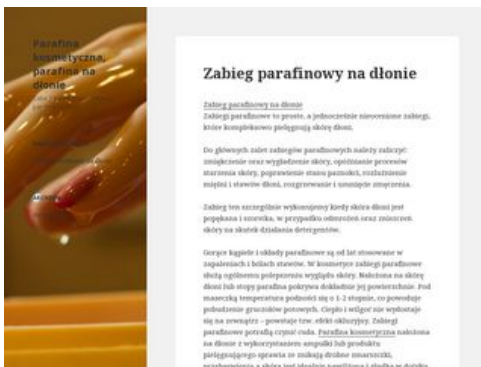 Parafina
kosmetyczna,
parafina na
dłonie
Zabieg parafinowy na dłonie
Zabieg parafinowy na dłonie
Zabiegi parafinowe to proste, a jednocześnie nieocenione zabiegi,
które kompleksowo pielęgnują skórę dłoni.
Do głównych zalet zabiegów parafinowych należy zaliczyć:
zmiękczenie oraz wygładzenie skóry, opóźnianie procesów
starzenia skóry, poprawienie stanu paznokci, rozluźnienie
mięśni i stawów dłoni, rozgrzewanie i usunięcie zmęczenia.
Zabieg ten szczególnie wykonujemy kiedy skóra dłoni jest
popękana i szorstka, w przypadku odmrożeń oraz zniszczeń
skóry na skutek działania detergentów.
Gorące kąpiele i okłady parafinowe są od lat stosowane w
zapaleniach i bólach stawów. W kosmetyce zabiegi parafinowe
służą ogólnemu polepszeniu wyglądu skóry. Nałożona na skórę
dłoni lub stopy parafina pokrywa dokładnie jej powierzchnie. Pod
maseczką temperatura podnosi się o 1-2 stopnie, co powoduje
pobudzenie gruczołów potowych. Ciepło i wilgoć nie wydostaje
się na zewnątrz – powstaje tzw. efekt okluzyjny. Zabiegi
parafinowe potrafią czynić cuda. Parafina kosmetyczna nałożona
na dłonie z wykorzystaniem ampułki lub produktu
pielęgnującego sprawia że znikają drobne zmarszczki,